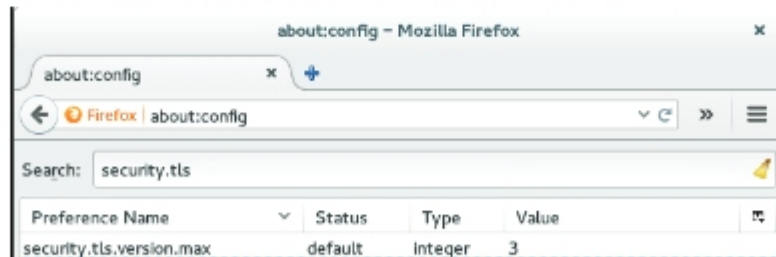 about:config - Mozilla Firefox
about:config
Firefox about:config
Search: security.tls
Preference Name Status Type Value
security.tls.version.max default integer 3